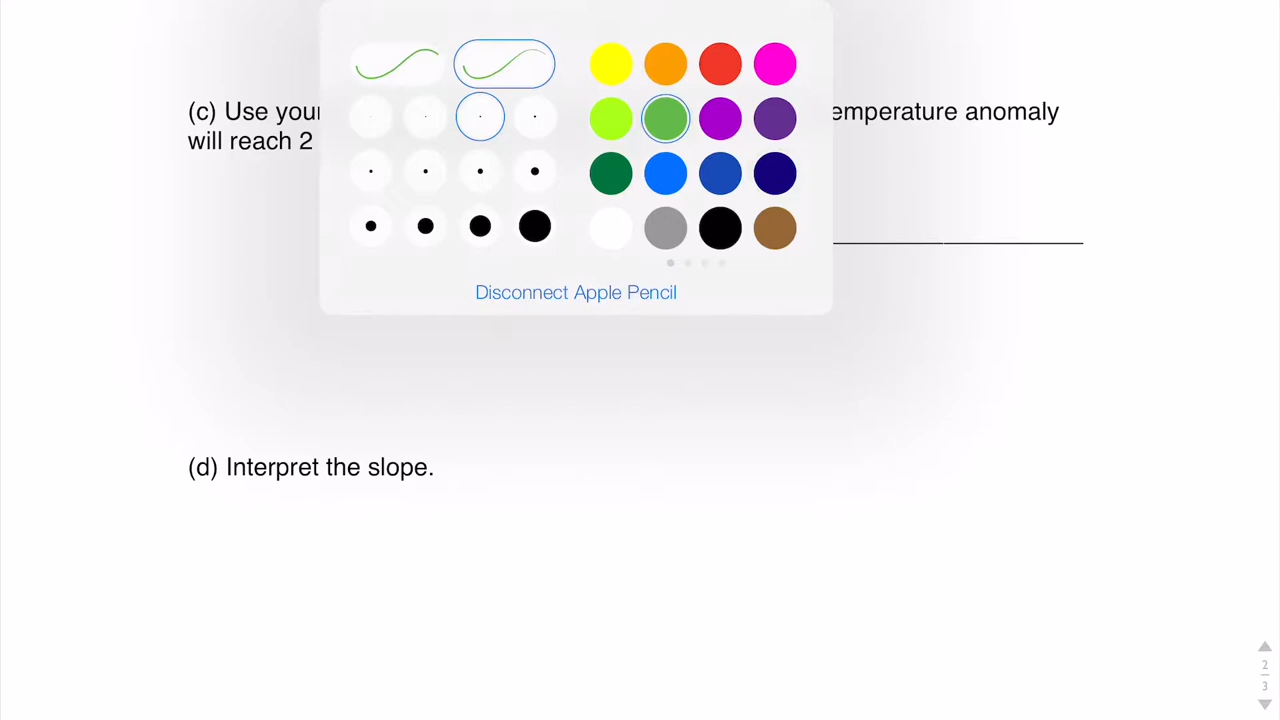 (c) Use your emperature anomaly
will reach 2
Disconnect Apple Pencil
(d) Interpret the slope.
2
3